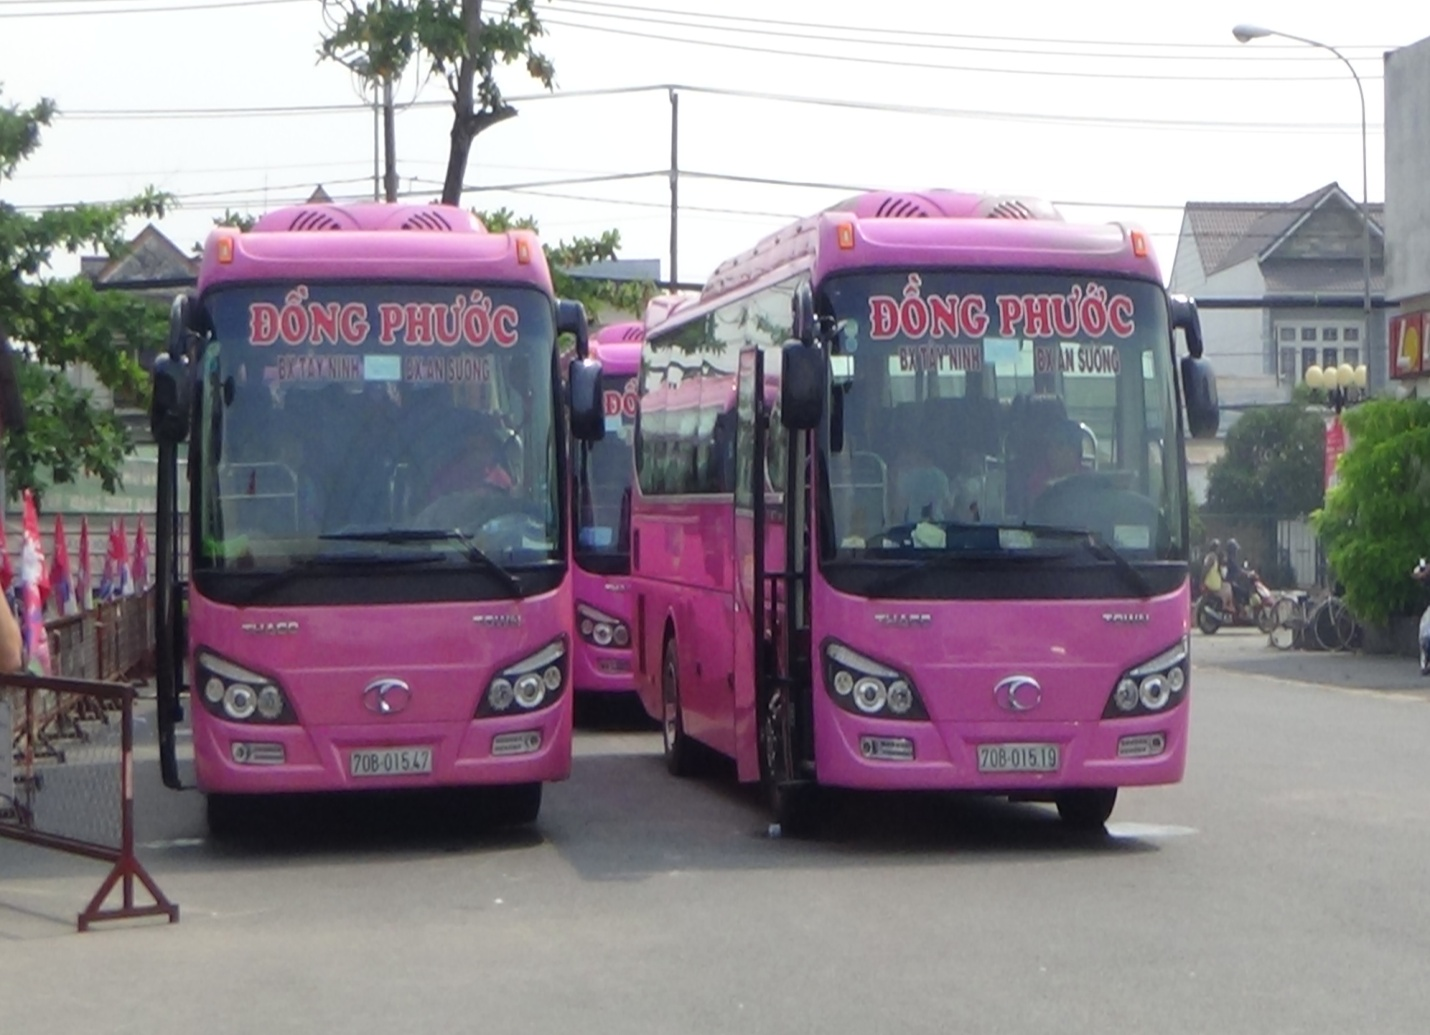 ĐỒNG PHƯỚC
BX TÂY NINH BX AN SƯƠNG
THACO TOWN
70B-015.47
ĐỒ
ĐỒNG PHƯỚC
BX TÂY NINH BX AN SƯƠNG
THACO TOWN
70B-015.19